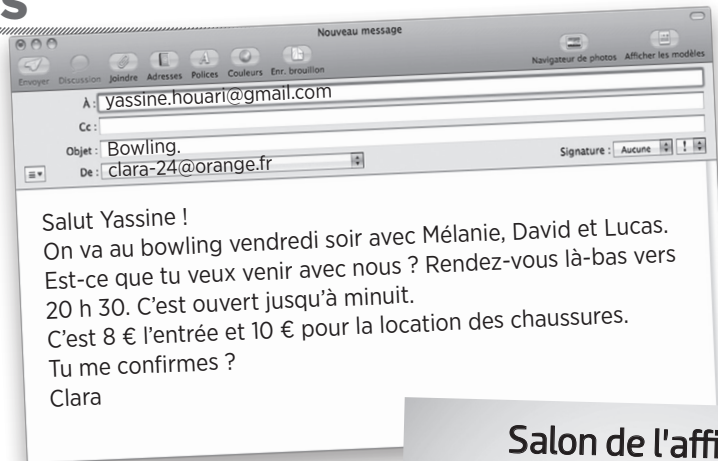 s
Nouveau message
Envoyer Discussion Joindre Adresses Polices Couleurs Enr. brouillon
Navigateur de photos Afficher les modèles
À : yassine.houari@gmail.com
Cc :
Objet : Bowling.
De : clara-24@orange.fr
Signature : Aucune !
Salut Yassine !
On va au bowling vendredi soir avec Mélanie, David et Lucas.
Est-ce que tu veux venir avec nous ? Rendez-vous là-bas vers
20 h 30. C'est ouvert jusqu'à minuit.
C'est 8 € l'entrée et 10 € pour la location des chaussures.
Tu me confirmes ?
Clara
Salon de l'affi